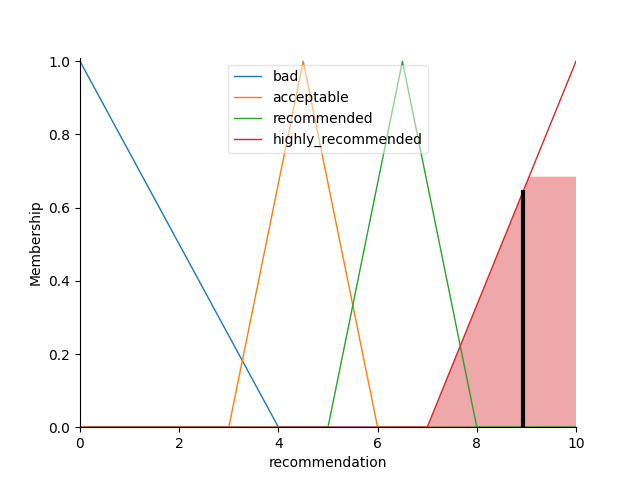 bad
acceptable
recommended
highly_recommended
1.0
0.8
0.6
0.4
0.2
0.0
Membership
0 2 4 6 8 10
recommendation